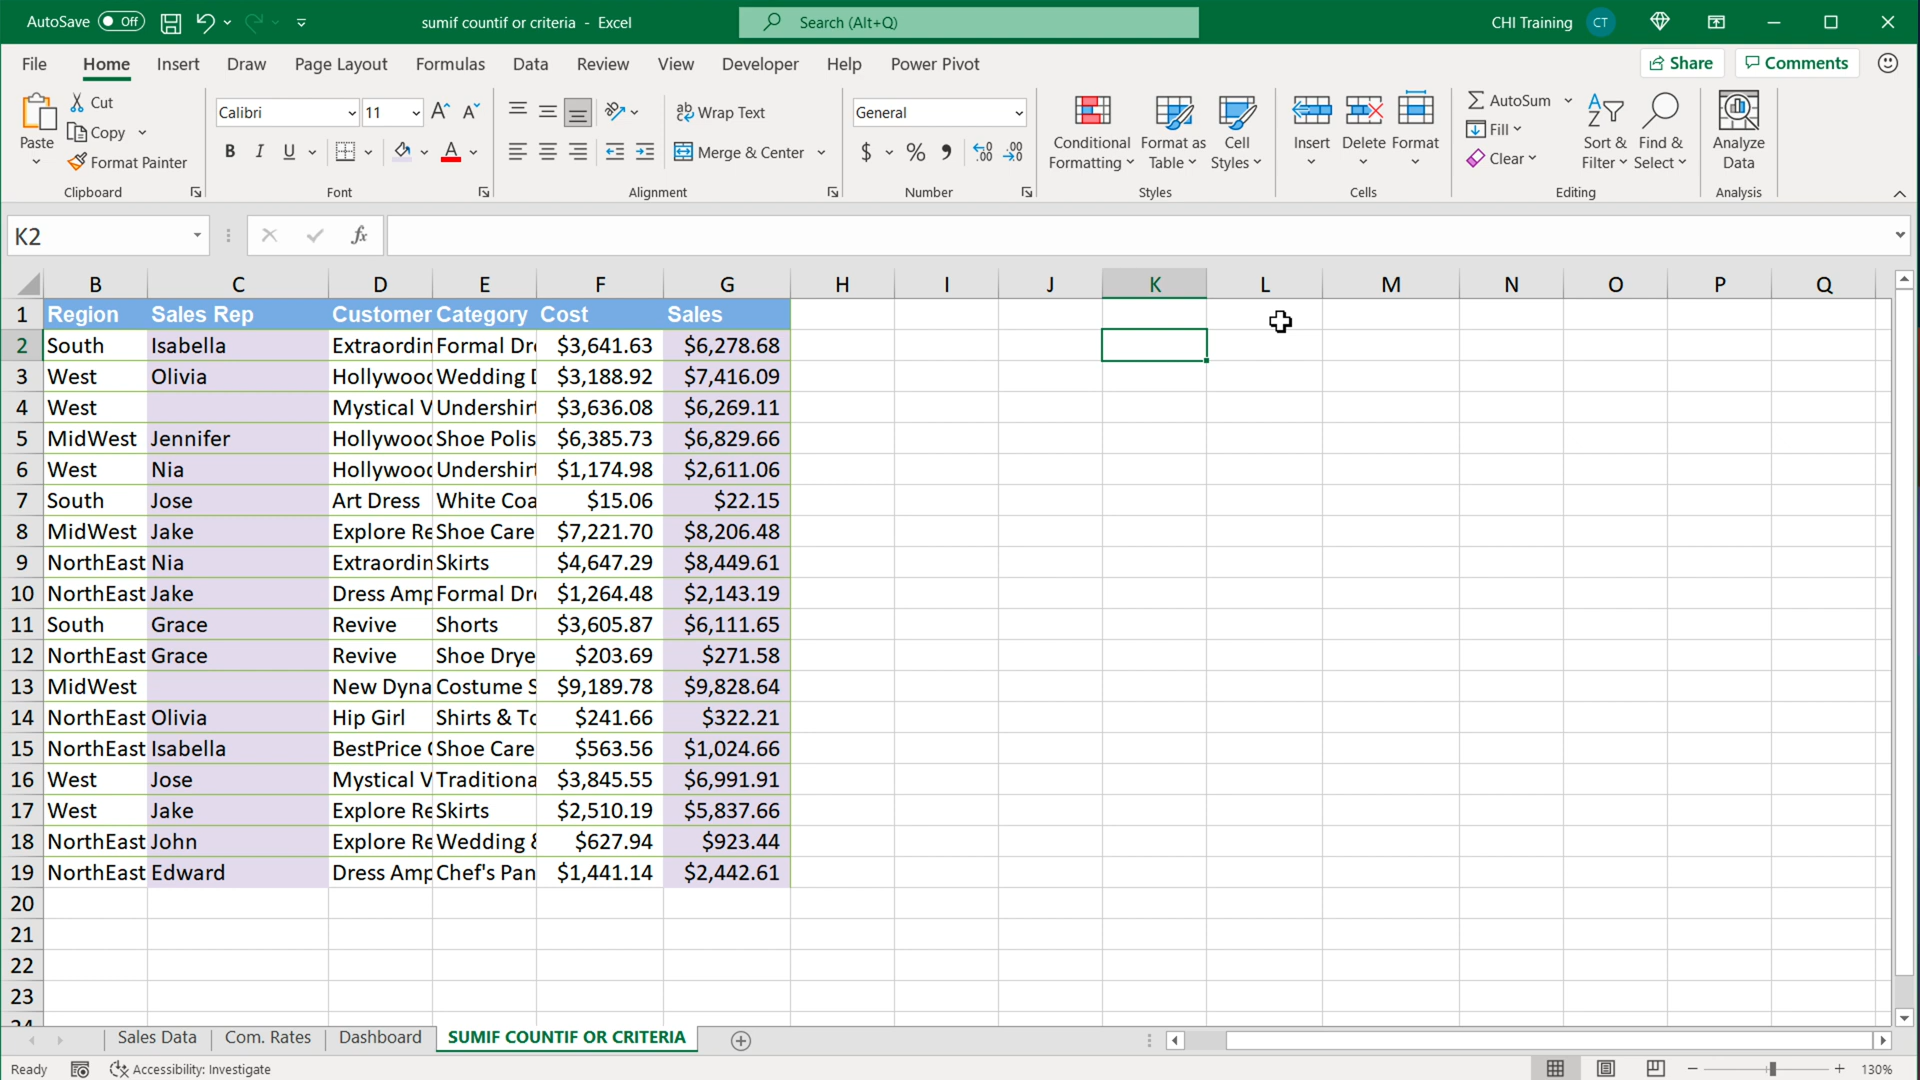 AutoSave Off sumif countif or criteria - Excel Search (Alt+Q) CHI Training CT
File Home Insert Draw Page Layout Formulas Data Review View Developer Help Power Pivot Share Comments
Paste Cut Copy Format Painter Clipboard
Calibri 11 B I U A Font
Wrap Text Merge & Center Alignment
General $ % Number
Conditional Formatting Format as Table Cell Styles Styles
Insert Delete Format Cells
AutoSum Fill Clear Sort & Filter Find & Select Editing
Analyze Data Analysis
K2 fx
B C D E F G H I J K L M N O P Q
1 Region Sales Rep Customer Category Cost Sales
2 South Isabella Extraordin Formal Dr $3,641.63 $6,278.68
3 West Olivia Hollywood Wedding $3,188.92 $7,416.09
4 West Mystical V Undershirt $3,636.08 $6,269.11
5 MidWest Jennifer Hollywood Shoe Polis $6,385.73 $6,829.66
6 West Nia Hollywood Undershirt $1,174.98 $2,611.06
7 South Jose Art Dress White Coa $15.06 $22.15
8 MidWest Jake Explore Re Shoe Care $7,221.70 $8,206.48
9 NorthEast Nia Extraordin Skirts $4,647.29 $8,449.61
10 NorthEast Jake Dress Amp Formal Dr $1,264.48 $2,143.19
11 South Grace Revive Shorts $3,605.87 $6,111.65
12 NorthEast Grace Revive Shoe Drye $203.69 $271.58
13 MidWest New Dyna Costume S $9,189.78 $9,828.64
14 NorthEast Olivia Hip Girl Shirts & To $241.66 $322.21
15 NorthEast Isabella BestPrice Shoe Care $563.56 $1,024.66
16 West Jose Mystical V Traditiona $3,845.55 $6,991.91
17 West Jake Explore Re Skirts $2,510.19 $5,837.66
18 NorthEast John Explore Re Wedding & $627.94 $923.44
19 NorthEast Edward Dress Amp Chef's Pan $1,441.14 $2,442.61
20
21
22
23
24
Sales Data Com. Rates Dashboard SUMIF COUNTIF OR CRITERIA
Ready Accessibility: Investigate 130%